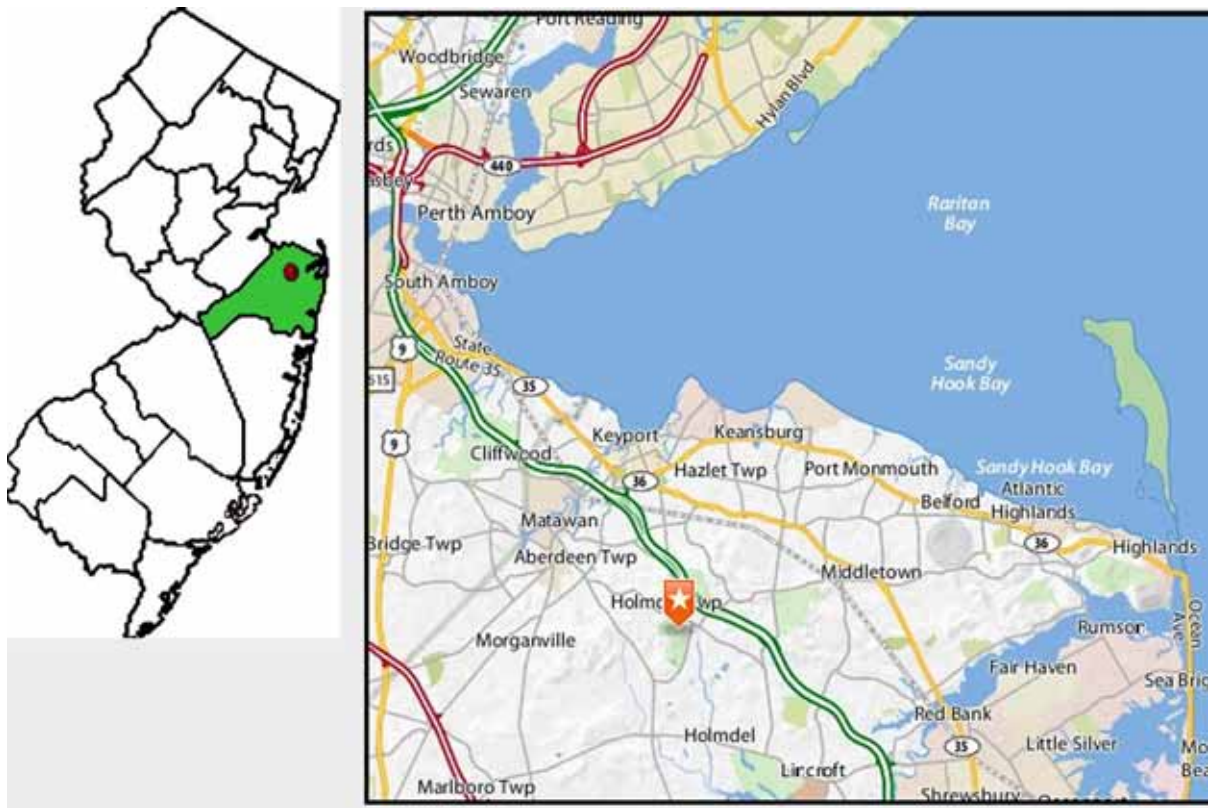 Port Reading
Woodbridge
Sewaren
Hylan Blvd
rds
asbey
440
Perth Amboy
Raritan
Bay
South Amboy
State
Route 35
9
515
35
Sandy
Hook Bay
9
Keyport
Keansburg
Cliffwood
36
Hazlet Twp
Port Monmouth
Sandy Hook Bay
Belford
Atlantic
Highlands
Matawan
Bridge Twp
Aberdeen Twp
36
Highlands
Middletown
Holmd Twp
Ocean
Ave
Rumson
Morganville
Fair Haven
Sea Brig
Red Bank
Holmdel
35
Little Silver
Mo
Bea
Lincroft
Marlboro Twp
Shrewsbury